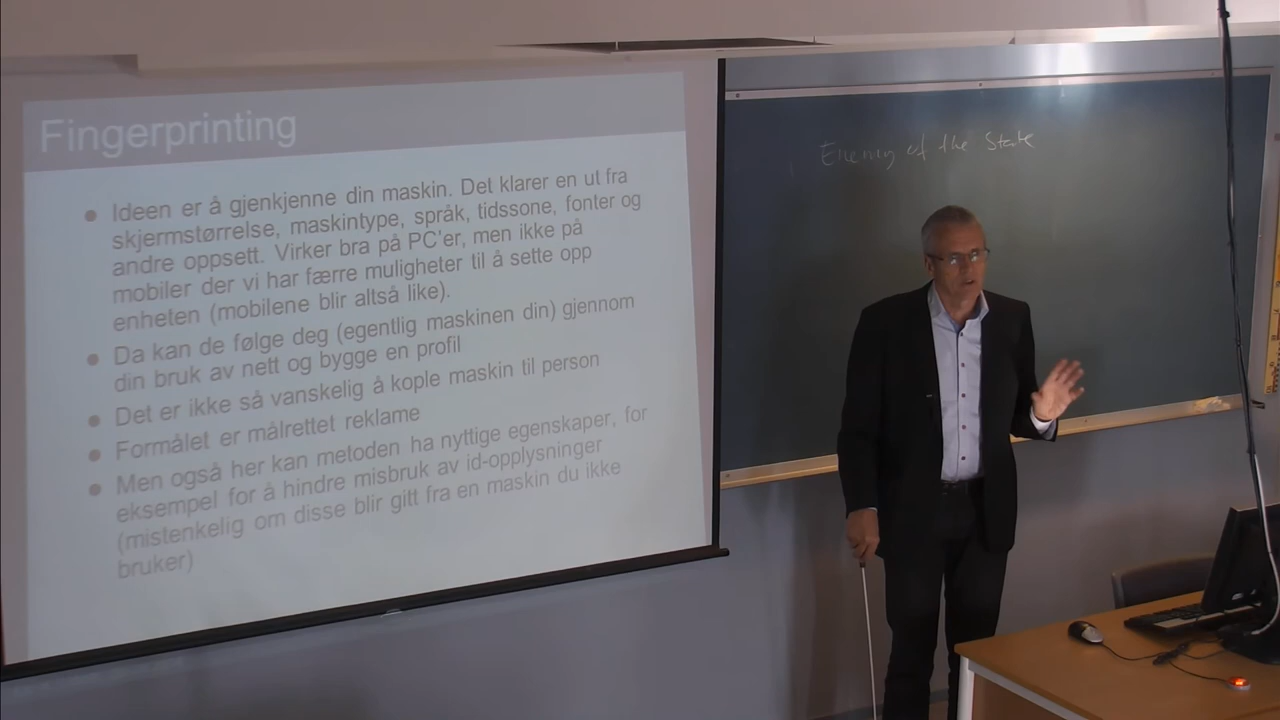 Fingerprinting
Ideen er å gjenkjenne din maskin. Det klarer en ut fra
skjermstørrelse, maskintype, språk, tidssone, fonter og
andre oppsett. Virker bra på PC'er, men ikke på
mobiler der vi har færre muligheter til å sette opp
enheten (mobilene blir altså like).
Da kan de følge deg (egentlig maskinen din) gjennom
din bruk av nett og bygge en profil
Det er ikke så vanskelig å kople maskin til person
Formålet er målrettet reklame
Men også her kan metoden ha nyttige egenskaper, for
eksempel for å hindre misbruk av id-opplysninger
(mistenkelig om disse blir gitt fra en maskin du ikke
bruker)
Enemy of the State